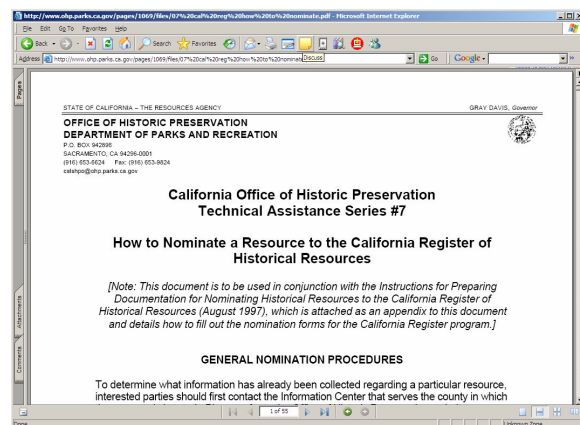 http://www.ohp.parks.ca.gov/pages/1069/files/07%20cal%20reg%20how%20to%20nominate.pdf - Microsoft Internet Explorer
File Edit Go To Favorites Help
Back Search Favorites
Address http://www.ohp.parks.ca.gov/pages/1069/files/07%20cal%20reg%20how%20to%20nominate Discuss Go Google
Pages
STATE OF CALIFORNIA – THE RESOURCES AGENCY GRAY DAVIS, Governor
OFFICE OF HISTORIC PRESERVATION
DEPARTMENT OF PARKS AND RECREATION
P.O. BOX 942896
SACRAMENTO, CA 94296-0001
(916) 653-6624 Fax: (916) 653-9824
calshpo@ohp.parks.ca.gov
California Office of Historic Preservation
Technical Assistance Series #7
How to Nominate a Resource to the California Register of
Historical Resources
[Note: This document is to be used in conjunction with the Instructions for Preparing
Documentation for Nominating Historical Resources to the California Register of
Historical Resources (August 1997), which is attached as an appendix to this document
and details how to fill out the nomination forms for the California Register program.]
Attachments
Comments
GENERAL NOMINATION PROCEDURES
To determine what information has already been collected regarding a particular resource,
interested parties should first contact the Information Center that serves the county in which
1 of 55
Done Unknown Zone